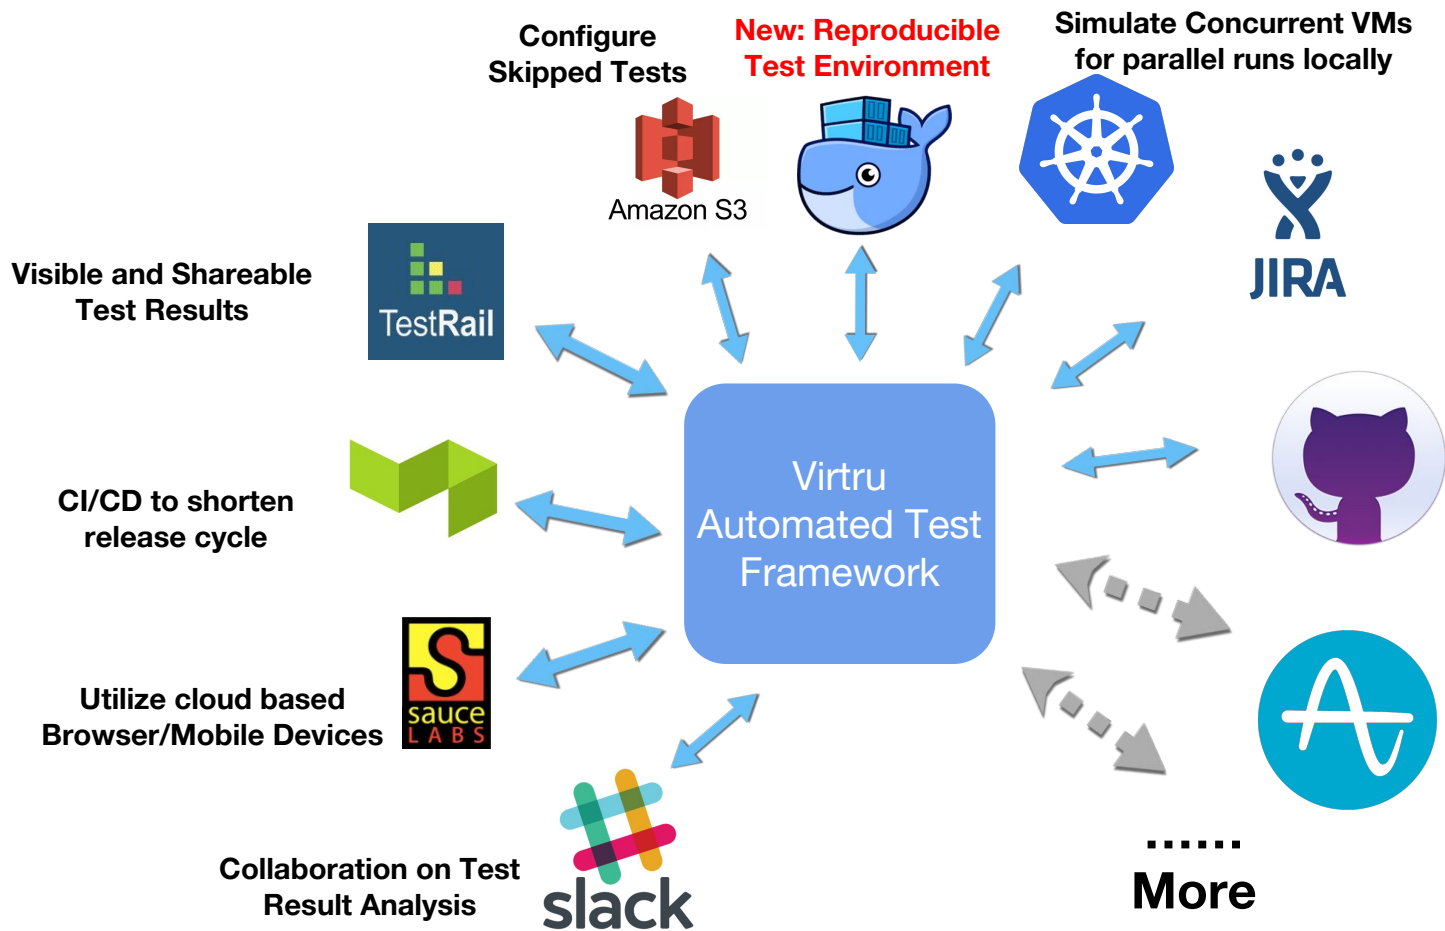 Configure
Skipped Tests
New: Reproducible
Test Environment
Simulate Concurrent VMs
for parallel runs locally
Amazon S3
JIRA
Visible and Shareable
Test Results
TestRail
Virtru
Automated Test
Framework
CI/CD to shorten
release cycle
Utilize cloud based
Browser/Mobile Devices
sauce
LABS
Collaboration on Test
Result Analysis
slack
......
More